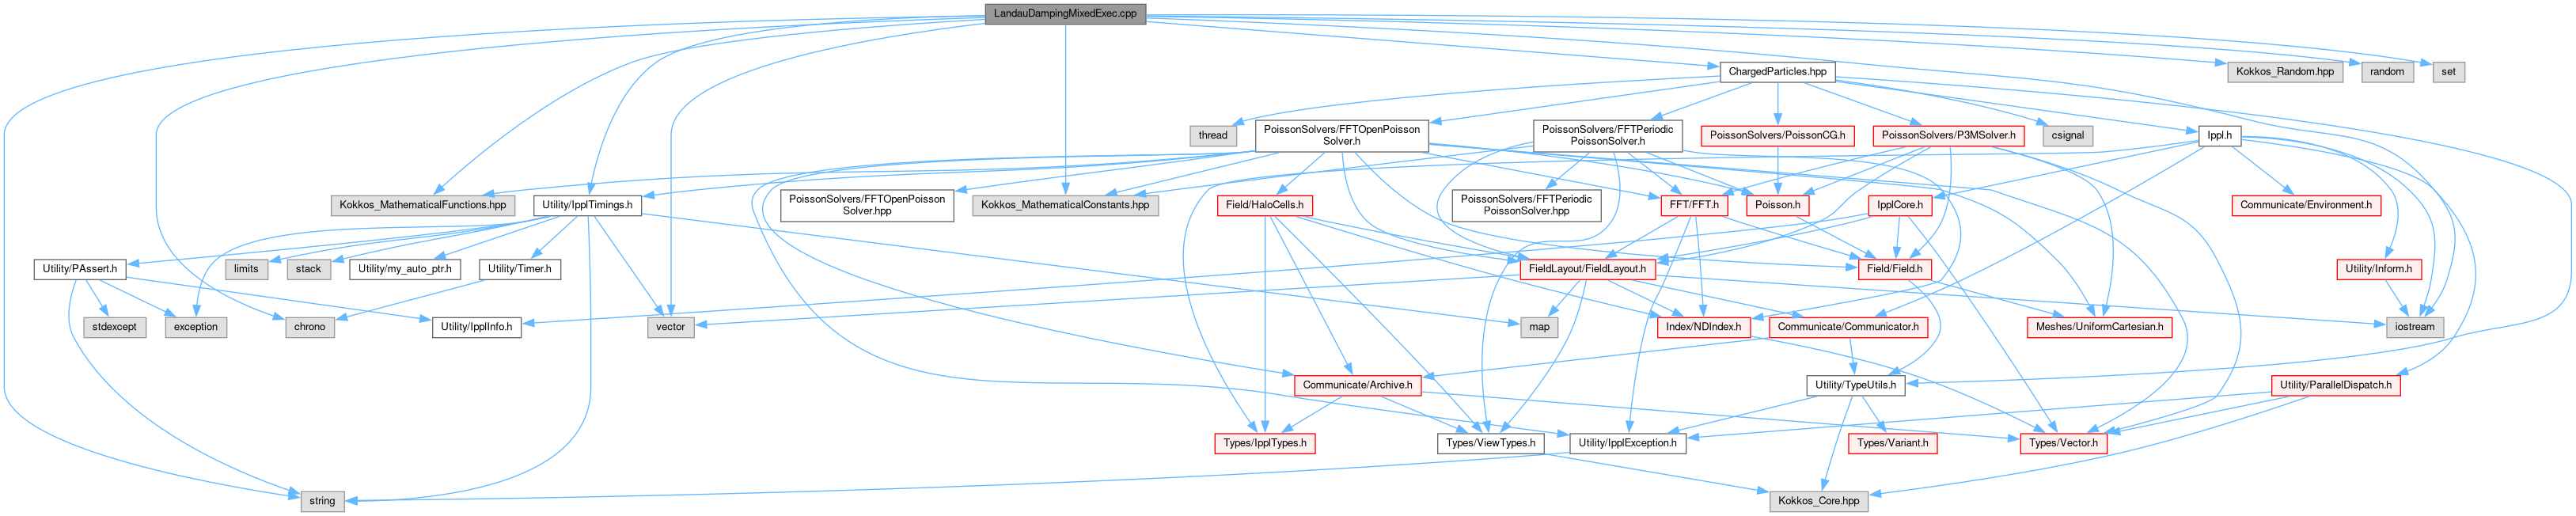 LandauDampingMixedExec.cpp
ChargedParticles.hpp
Kokkos_Random.hpp
random
set
thread
PoissonSolvers/FFTOpenPoisson
Solver.h
PoissonSolvers/FFTPeriodic
PoissonSolver.h
PoissonSolvers/PoissonCG.h
PoissonSolvers/P3MSolver.h
csignal
Ippl.h
Kokkos_MathematicalFunctions.hpp
Utility/IpplTimings.h
PoissonSolvers/FFTOpenPoisson
Solver.hpp
Kokkos_MathematicalConstants.hpp
Field/HaloCells.h
PoissonSolvers/FFTPeriodic
PoissonSolver.hpp
FFT/FFT.h
Poisson.h
IpplCore.h
Communicate/Environment.h
Utility/PAssert.h
limits
stack
Utility/my_auto_ptr.h
Utility/Timer.h
FieldLayout/FieldLayout.h
Field/Field.h
Utility/Inform.h
stdexcept
exception
chrono
Utility/IpplInfo.h
vector
map
Index/NDIndex.h
Communicate/Communicator.h
Meshes/UniformCartesian.h
iostream
Communicate/Archive.h
Utility/TypeUtils.h
Utility/ParallelDispatch.h
Types/IpplTypes.h
Types/ViewTypes.h
Utility/IpplException.h
Types/Variant.h
Types/Vector.h
string
Kokkos_Core.hpp